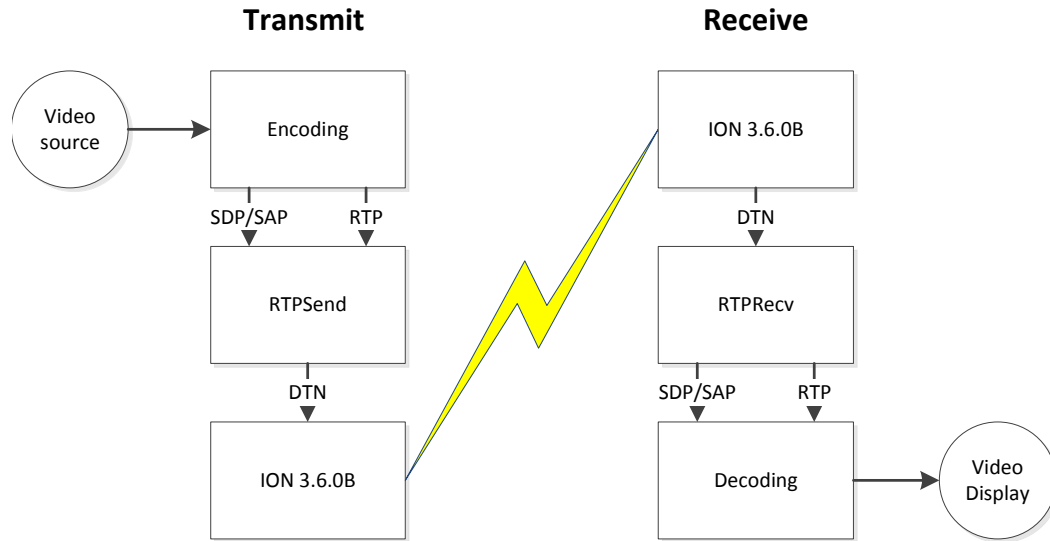 Transmit
Receive
Video
source
Encoding
ION 3.6.0B
SDP/SAP
RTP
DTN
RTPSend
RTPRecv
DTN
SDP/SAP
RTP
ION 3.6.0B
Decoding
Video
Display